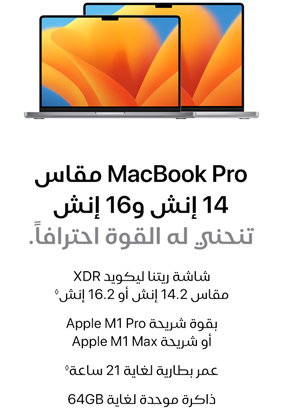 MacBook Pro مقاس
14 إنش و16 إنش
تنحني له القوة احترافاً.
شاشة ريتنا ليكويد XDR
مقاس 14.2 إنش أو 16.2 إنش◊
بقوة شريحة Apple M1 Pro
أو شريحة Apple M1 Max
عمر بطارية لغاية 21 ساعة◊
ذاكرة موحدة لغاية 64GB